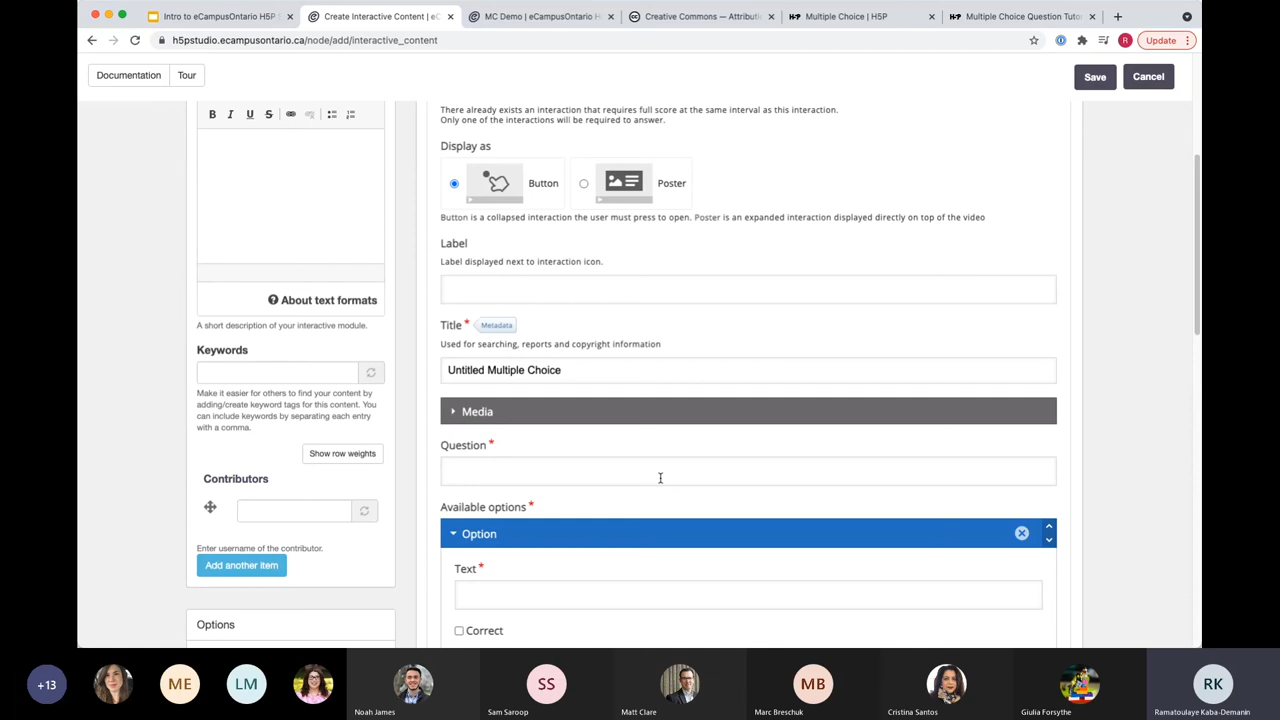 Intro to eCampusOntario H5P
Create Interactive Content | eC
MC Demo | eCampusOntario H
Creative Commons — Attributi
Multiple Choice | H5P
Multiple Choice Question Tutor
h5pstudio.ecampusontario.ca/node/add/interactive_content
R
Update
Documentation
Tour
Save
Cancel
B I U S
About text formats
A short description of your interactive module.
Keywords
Make it easier for others to find your content by
adding/create keyword tags for this content. You
can include keywords by separating each entry
with a comma.
Show row weights
Contributors
Enter username of the contributor.
Add another item
Options
There already exists an interaction that requires full score at the same interval as this interaction.
Only one of the interactions will be required to answer.
Display as
Button
Poster
Button is a collapsed interaction the user must press to open. Poster is an expanded interaction displayed directly on top of the video
Label
Label displayed next to interaction icon.
Title *
Metadata
Used for searching, reports and copyright information
Untitled Multiple Choice
Media
Question *
Available options *
Option
Text *
Correct
+13
ME
LM
Noah James
SS
Sam Saroop
Matt Clare
MB
Marc Breschuk
Cristina Santos
Giulia Forsythe
RK
Ramatoulaye Kaba-Demanin